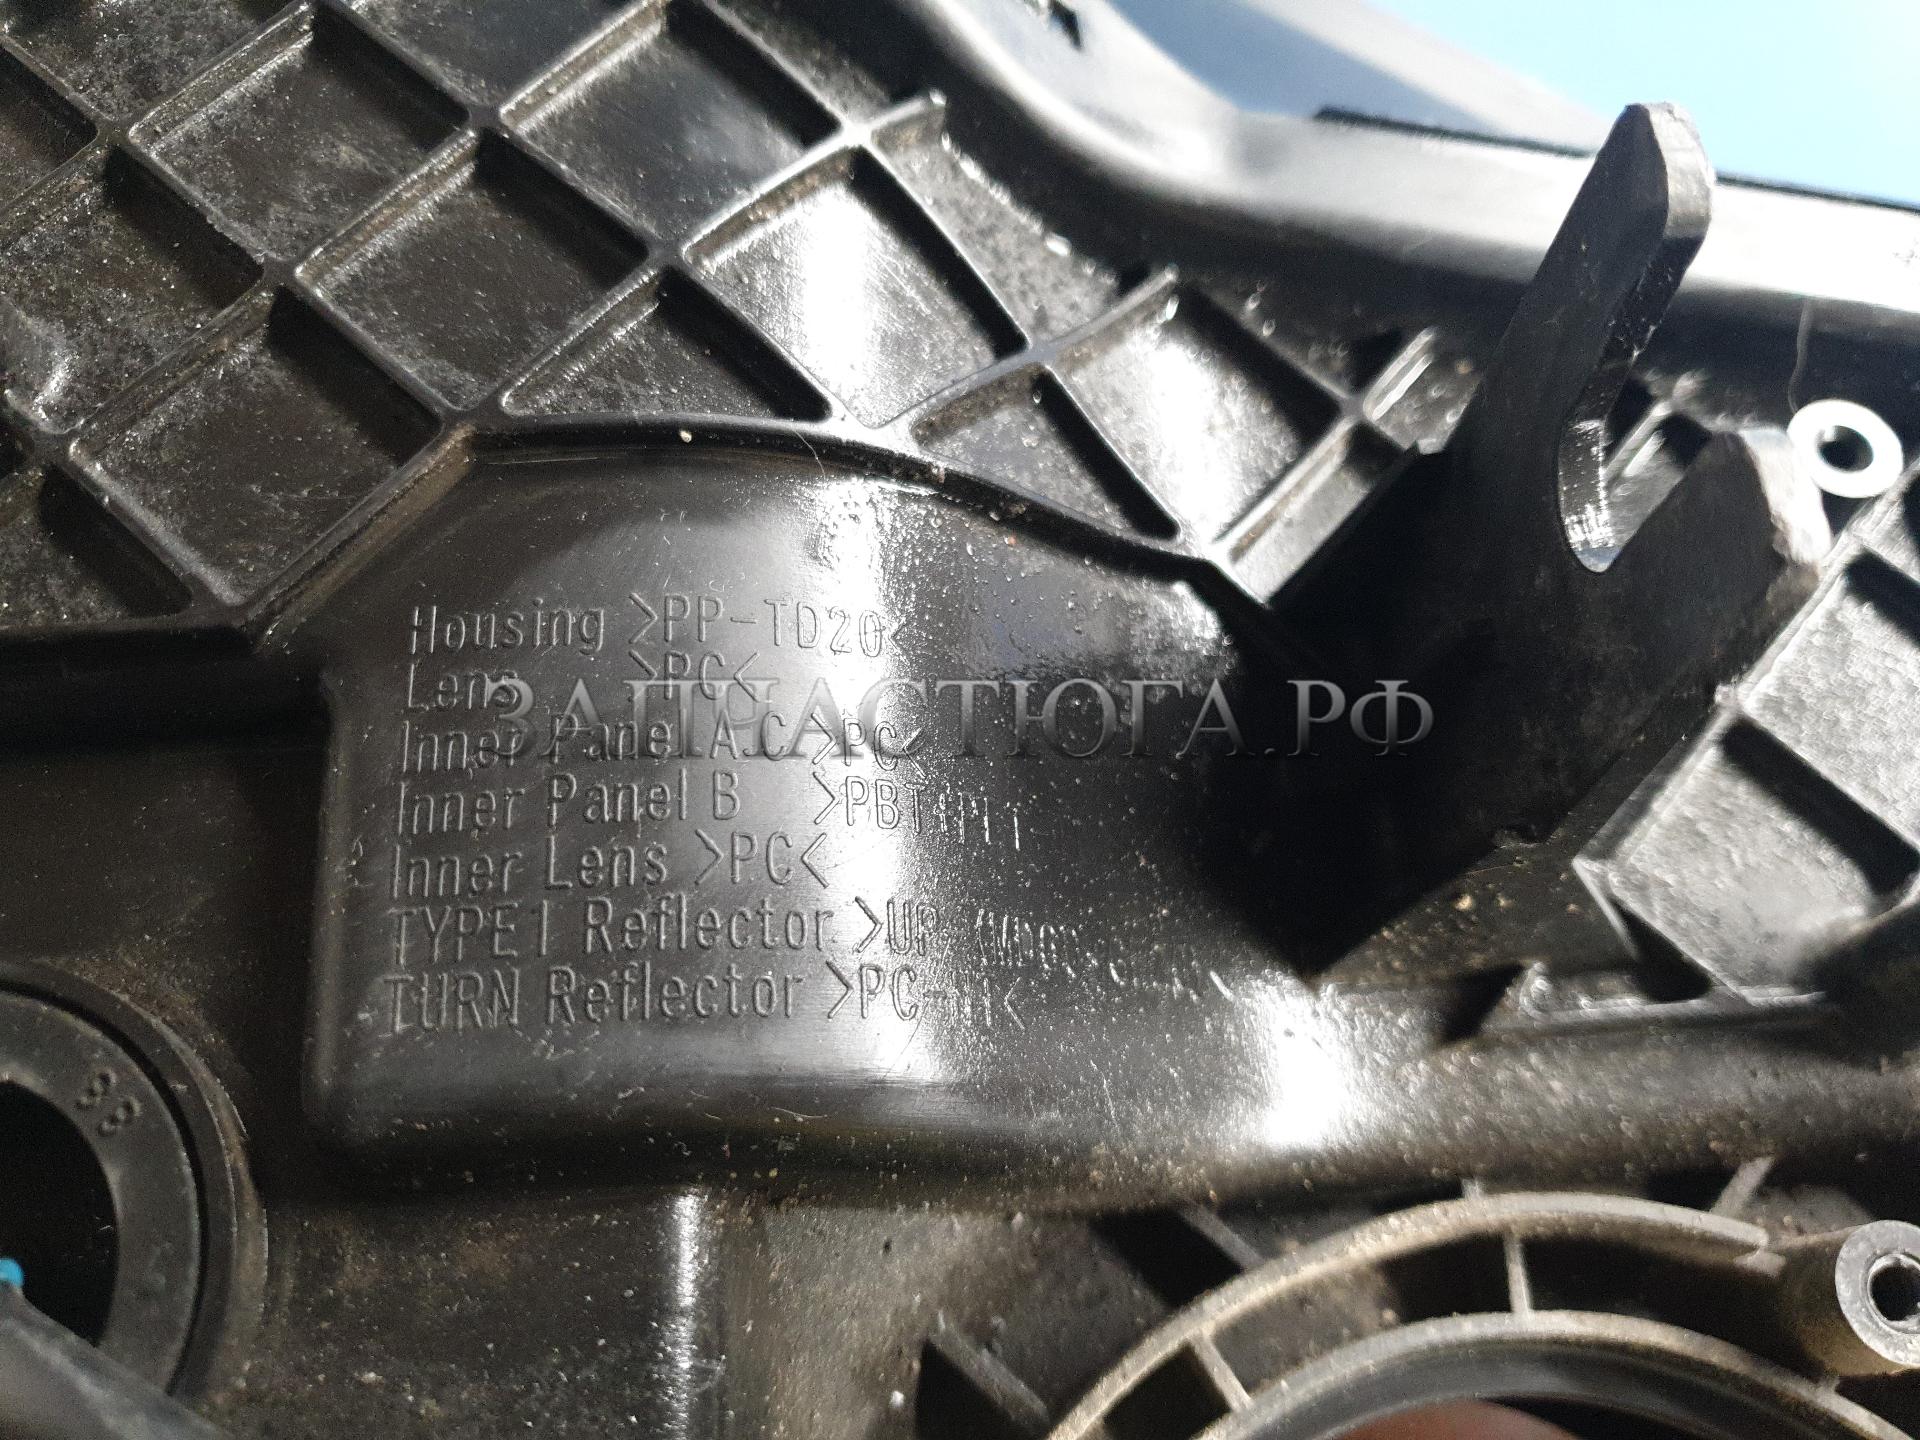 Housing >PP-TD20<
Lens >PC<
ЗАПЧАСТЮГА.РФ
Inner Panel A.C >PC<
Inner Panel B
Inner Lens >PC<
TYPE1 Reflector
TURN Reflector
88